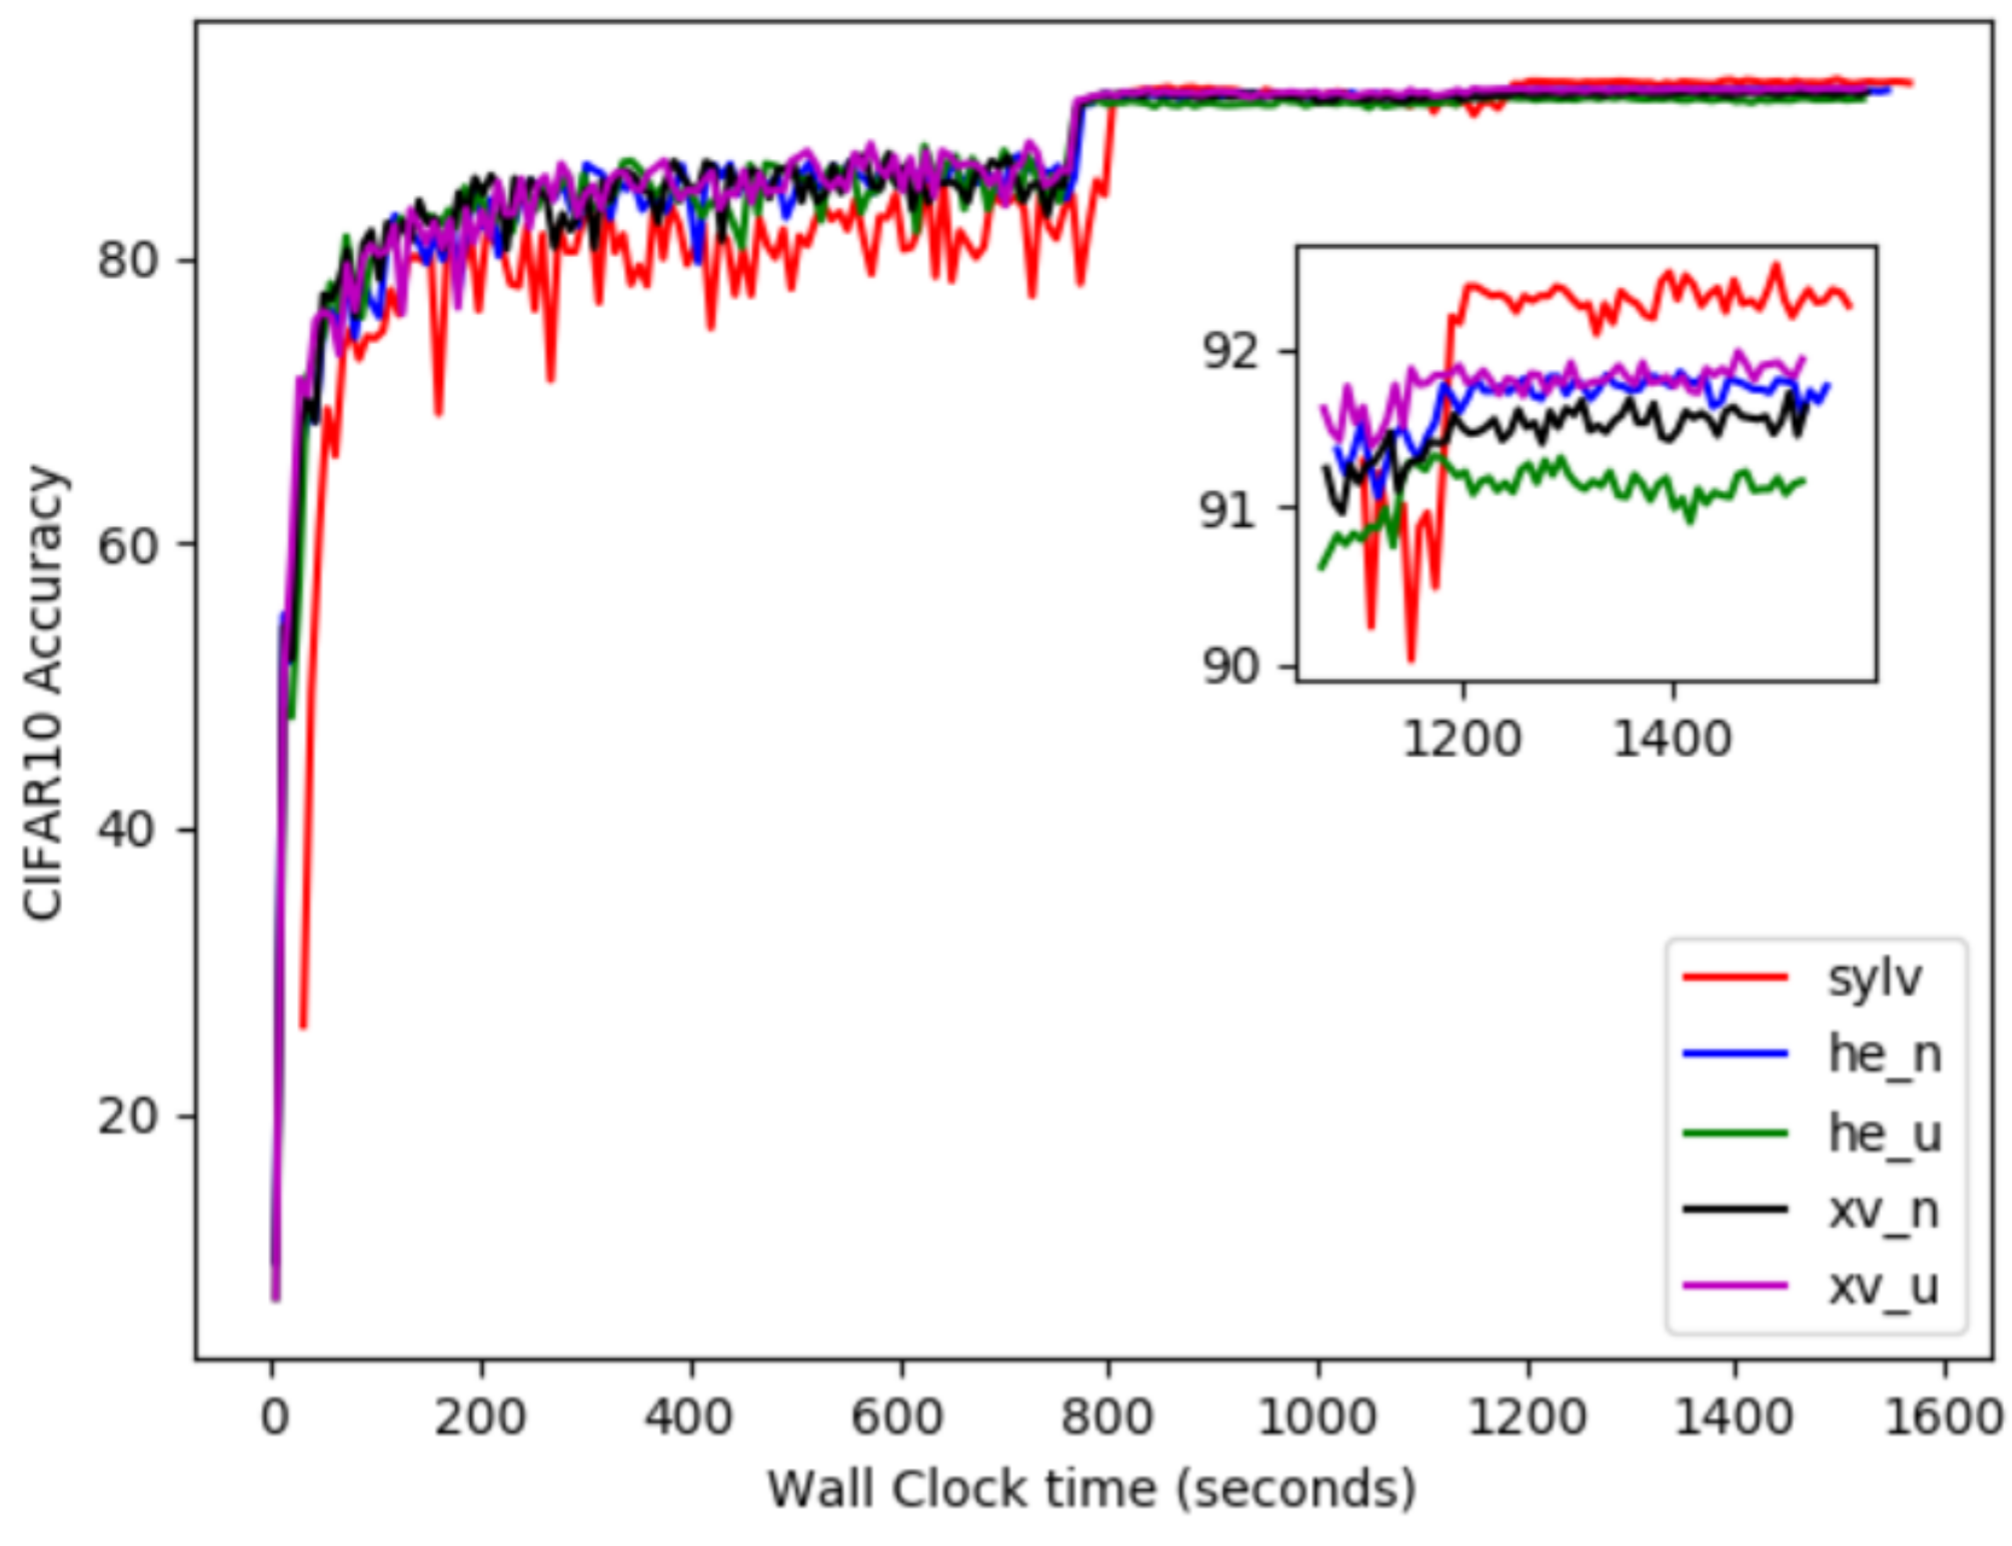 CIFAR10 Accuracy
80
60
40
20
92
91
90
1200 1400
sylv
he_n
he_u
xv_n
xv_u
0 200 400 600 800 1000 1200 1400 1600
Wall Clock time (seconds)